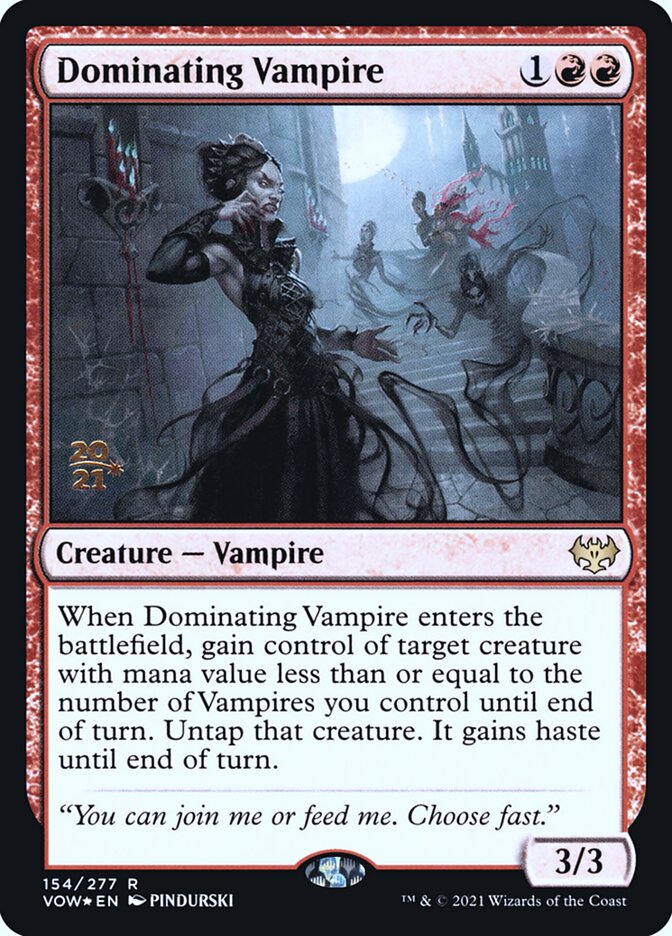 Dominating Vampire 1
20
21*
Creature — Vampire
When Dominating Vampire enters the
battlefield, gain control of target creature
with mana value less than or equal to the
number of Vampires you control until end
of turn. Untap that creature. It gains haste
until end of turn.
“You can join me or feed me. Choose fast.”
3/3
154/277 R
VOW★EN PINDURSKI
™ & © 2021 Wizards of the Coast